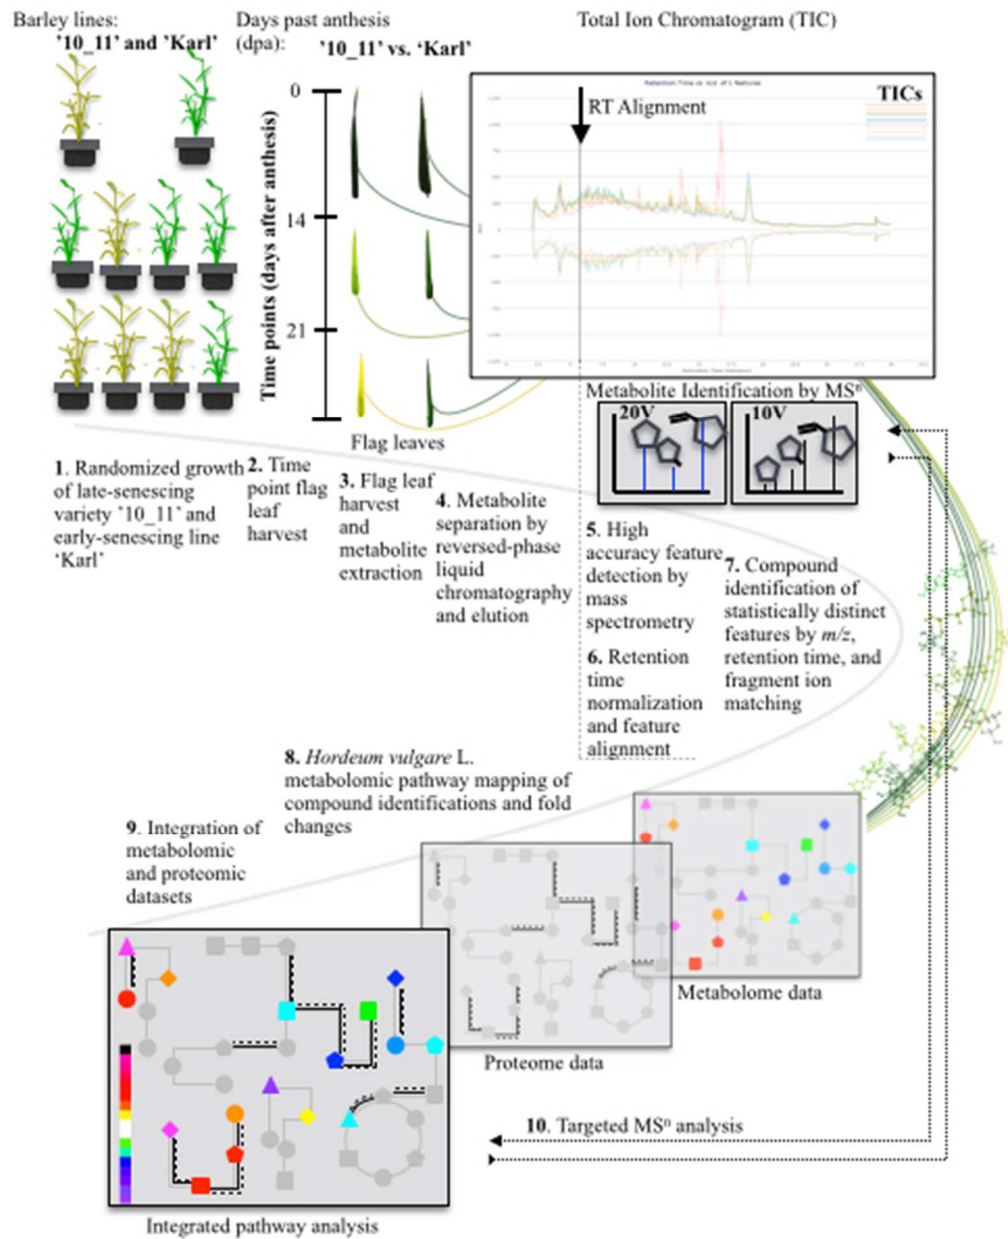 Barley lines:
’10_11’ and ’Karl’
Days past anthesis
(dpa):
’10_11’ vs. ‘Karl’
Total Ion Chromatogram (TIC)
Time points (days after anthesis)
0
14
21
Flag leaves
Retention Time vs m/z of L features
TICs
RT Alignment
Metabolite Identification by MSⁿ
20V
10V
1. Randomized growth
of late-senescing
variety ’10_11’ and
early-senescing line
‘Karl’
2. Time
point flag
leaf
harvest
3. Flag leaf
harvest
and
metabolite
extraction
4. Metabolite
separation by
reversed-phase
liquid
chromatography
and elution
5. High
accuracy feature
detection by
mass
spectrometry
6. Retention
time
normalization
and feature
alignment
7. Compound
identification of
statistically distinct
features by m/z,
retention time, and
fragment ion
matching
8. Hordeum vulgare L.
metabolomic pathway mapping of
compound identifications and fold
changes
9. Integration of
metabolomic
and proteomic
datasets
Metabolome data
Proteome data
10. Targeted MSⁿ analysis
Integrated pathway analysis